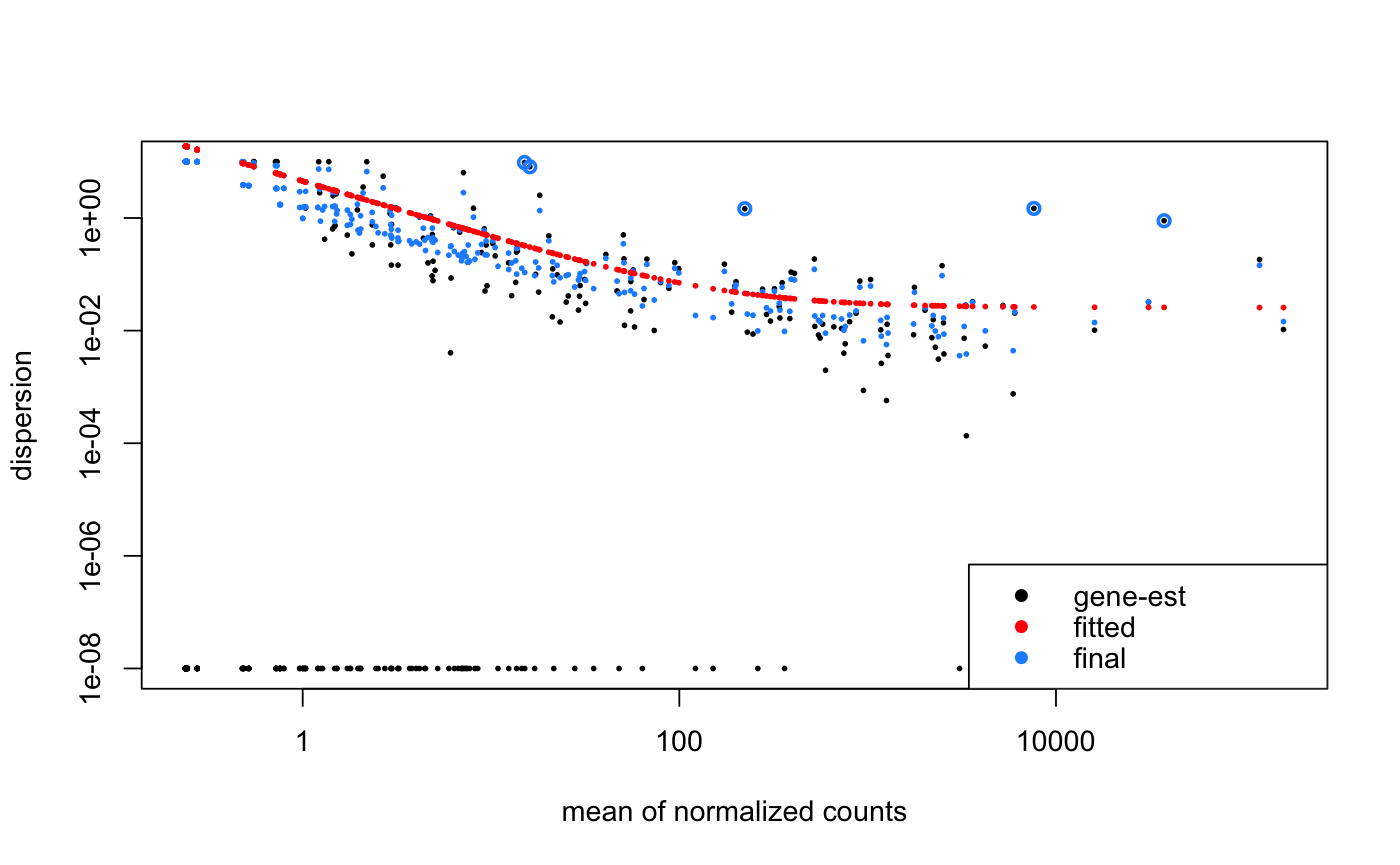 dispersion
1e+00
1e-02
1e-04
1e-06
1e-08
gene-est
fitted
final
1
100
10000
mean of normalized counts